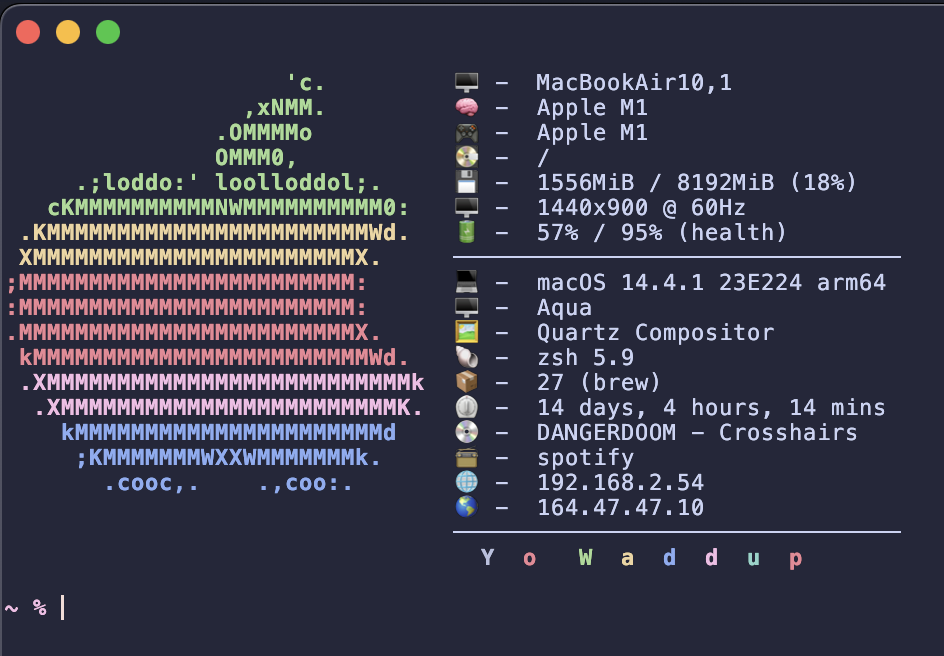 'c.
                 ,xNMM.
               .OMMMMo
               OMMM0,
     .;loddo:' loolloddol;.
   cKMMMMMMMMMMNWMMMMMMMMMM0:
 .KMMMMMMMMMMMMMMMMMMMMMMMWd.
 XMMMMMMMMMMMMMMMMMMMMMMMX.
;MMMMMMMMMMMMMMMMMMMMMMMM:
:MMMMMMMMMMMMMMMMMMMMMMMM:
.MMMMMMMMMMMMMMMMMMMMMMMMX.
 kMMMMMMMMMMMMMMMMMMMMMMMMWd.
 .XMMMMMMMMMMMMMMMMMMMMMMMMMMk
  .XMMMMMMMMMMMMMMMMMMMMMMMMK.
    kMMMMMMMMMMMMMMMMMMMMMMd
     ;KMMMMMMMWXXWMMMMMMMk.
       .cooc,.    .,coo:.
🖥️ – MacBookAir10,1
🧠 – Apple M1
🎮 – Apple M1
📀 – /
💾 – 1556MiB / 8192MiB (18%)
🖥️ – 1440x900 @ 60Hz
🔋 – 57% / 95% (health)
💻 – macOS 14.4.1 23E224 arm64
🖥️ – Aqua
🖼️ – Quartz Compositor
🐚 – zsh 5.9
📦 – 27 (brew)
⏲️ – 14 days, 4 hours, 14 mins
💿 – DANGERDOOM – Crosshairs
🧰 – spotify
🌐 – 192.168.2.54
🌎 – 164.47.47.10
Y o W a d d u p
~ %